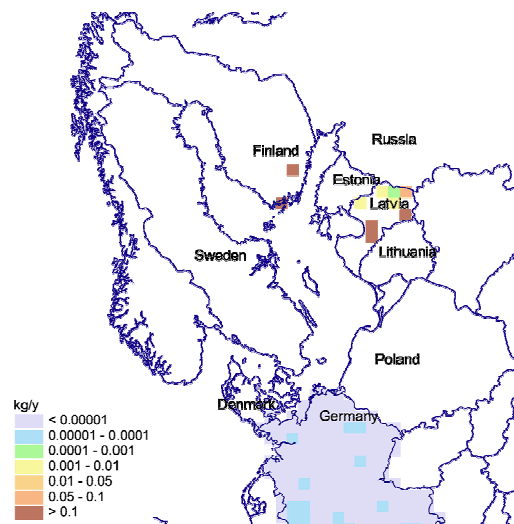 Russia
Finland
Estonia
Latvia
Lithuania
Sweden
Poland
Denmark
Germany
kg/y
< 0.00001
0.00001 - 0.0001
0.0001 - 0.001
0.001 - 0.01
0.01 - 0.05
0.05 - 0.1
> 0.1